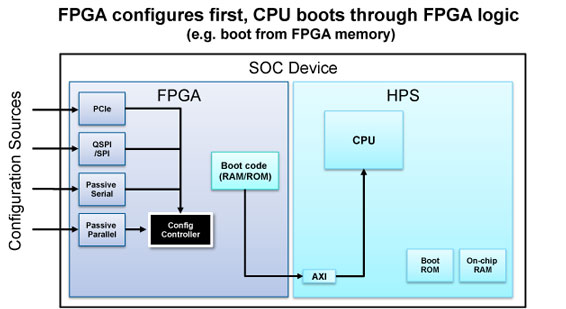 FPGA configures first, CPU boots through FPGA logic
(e.g. boot from FPGA memory)
SOC Device
Configuration Sources
FPGA
PCIe
QSPI
/SPI
Passive
Serial
Passive
Parallel
Config
Controller
Boot code
(RAM/ROM)
HPS
CPU
AXI
Boot
ROM
On-chip
RAM